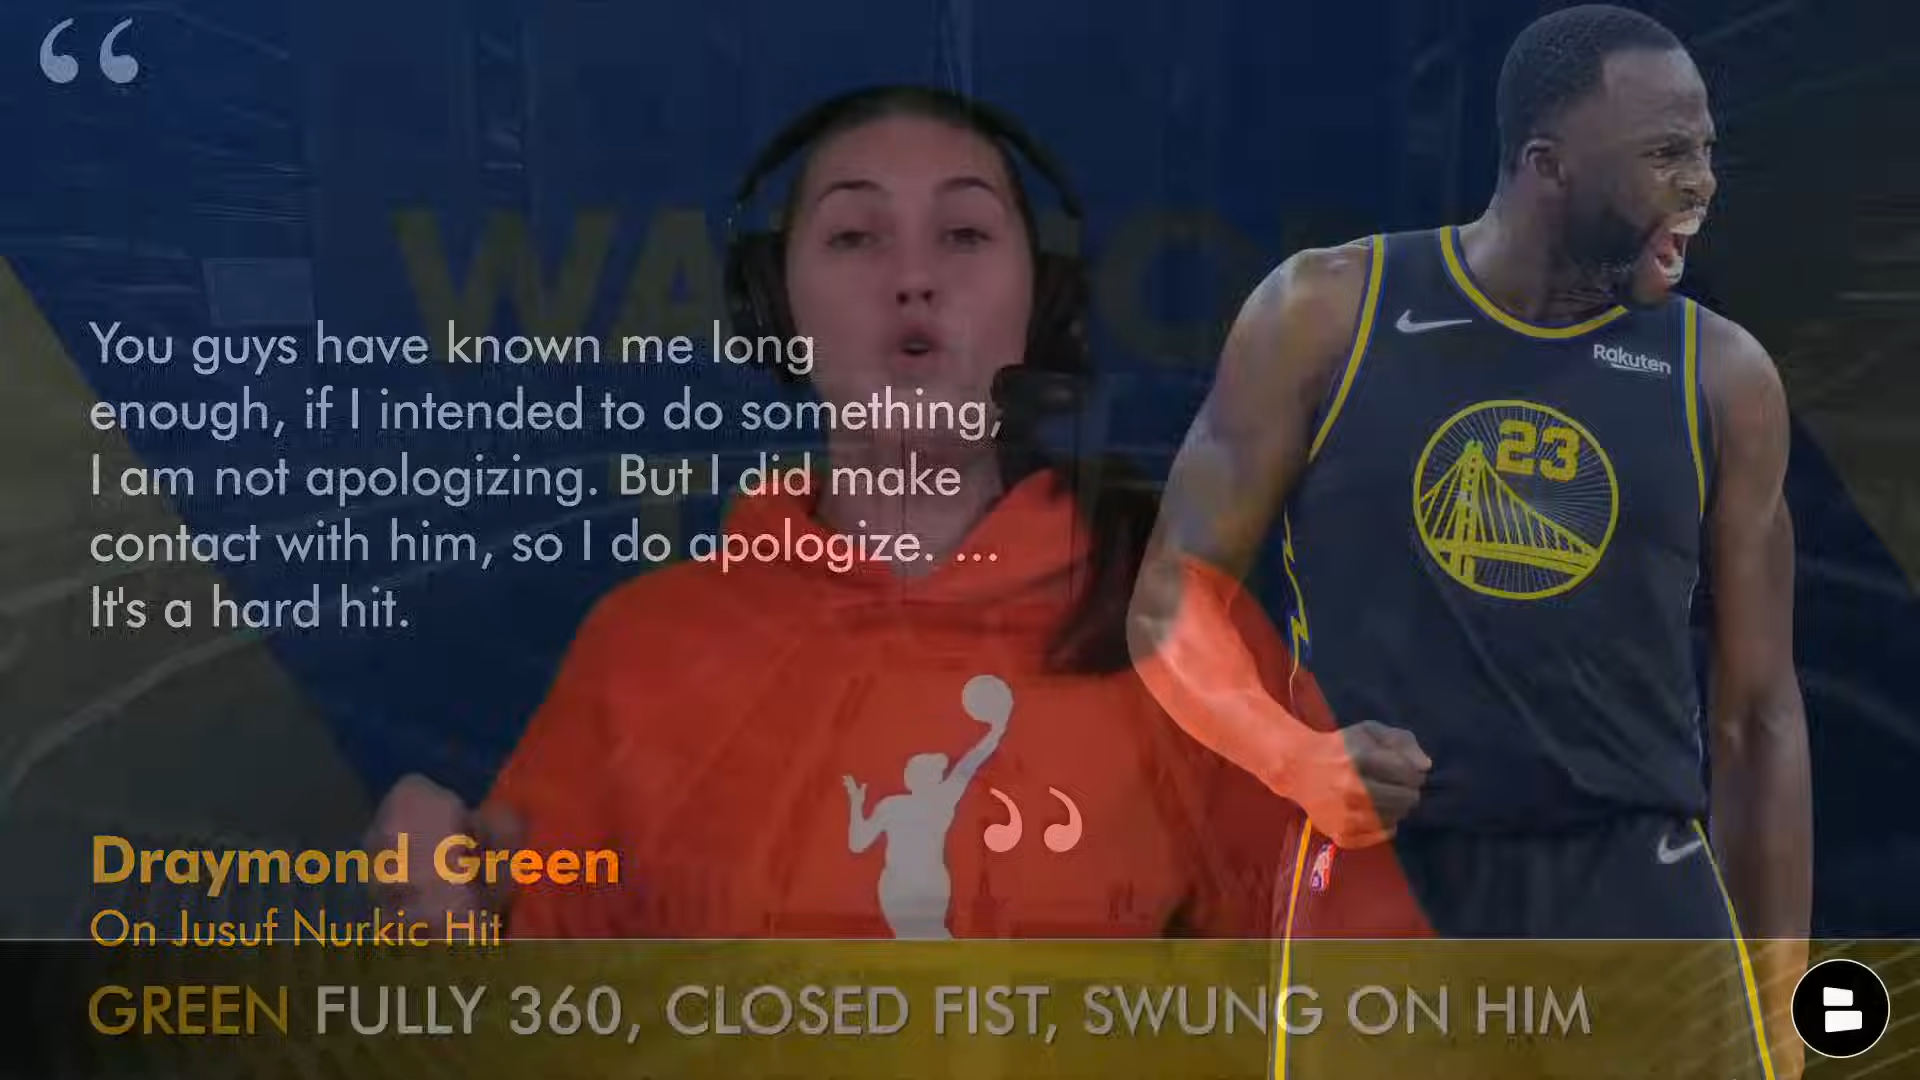 “
You guys have known me long
enough, if I intended to do something,
I am not apologizing. But I did make
contact with him, so I do apologize. ...
It's a hard hit.
”
Draymond Green
On Jusuf Nurkic Hit
GREEN FULLY 360, CLOSED FIST, SWUNG ON HIM
Rakuten
23